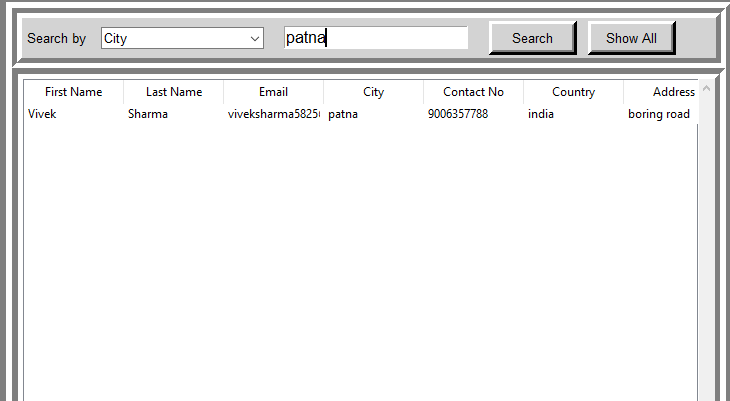 Search by City patna Search Show All
First Name Last Name Email City Contact No Country Address
Vivek Sharma viveksharma5825 patna 9006357788 india boring road